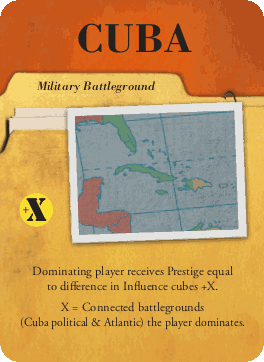 CUBA
Military Battleground
+X
Dominating player receives Prestige equal
to difference in Influence cubes +X.
X = Connected battlegrounds
(Cuba political & Atlantic) the player dominates.